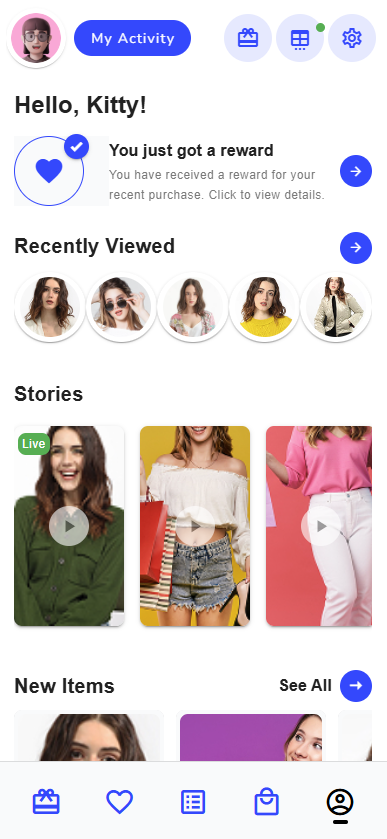 My Activity
Hello, Kitty!
You just got a reward
You have received a reward for your
recent purchase. Click to view details.
Recently Viewed
Stories
Live
New Items
See All